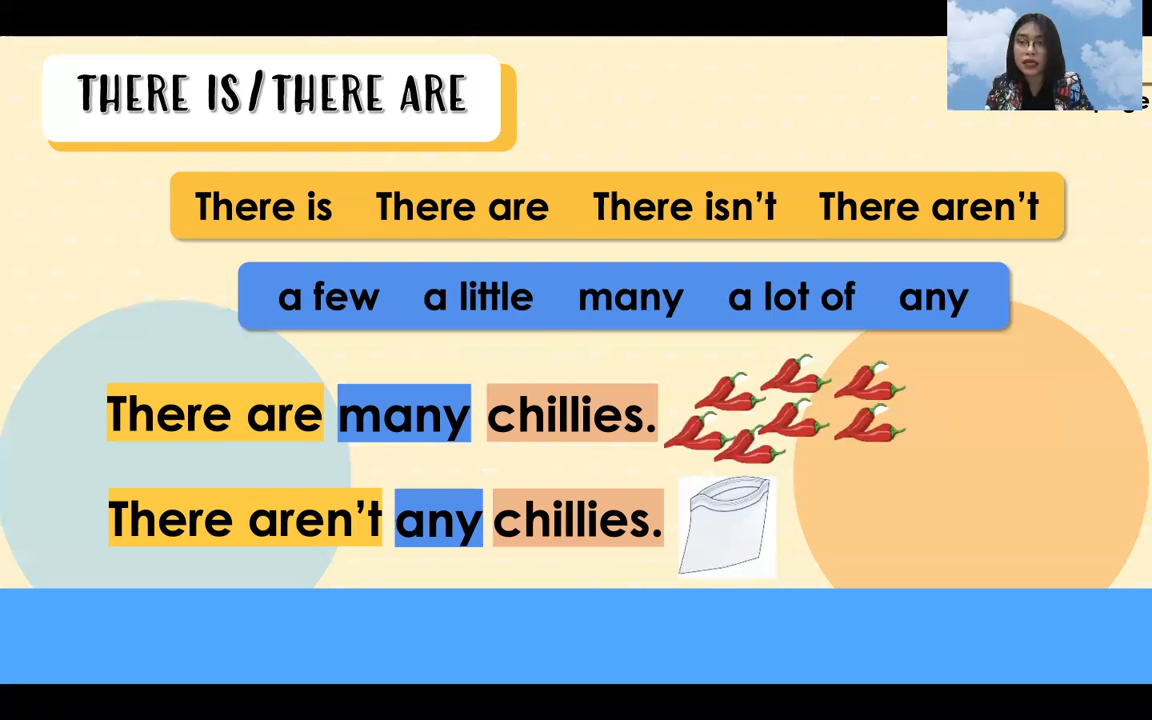 THERE IS/THERE ARE
There is There are There isn't There aren't
a few a little many a lot of any
There are many chillies.
There aren't any chillies.